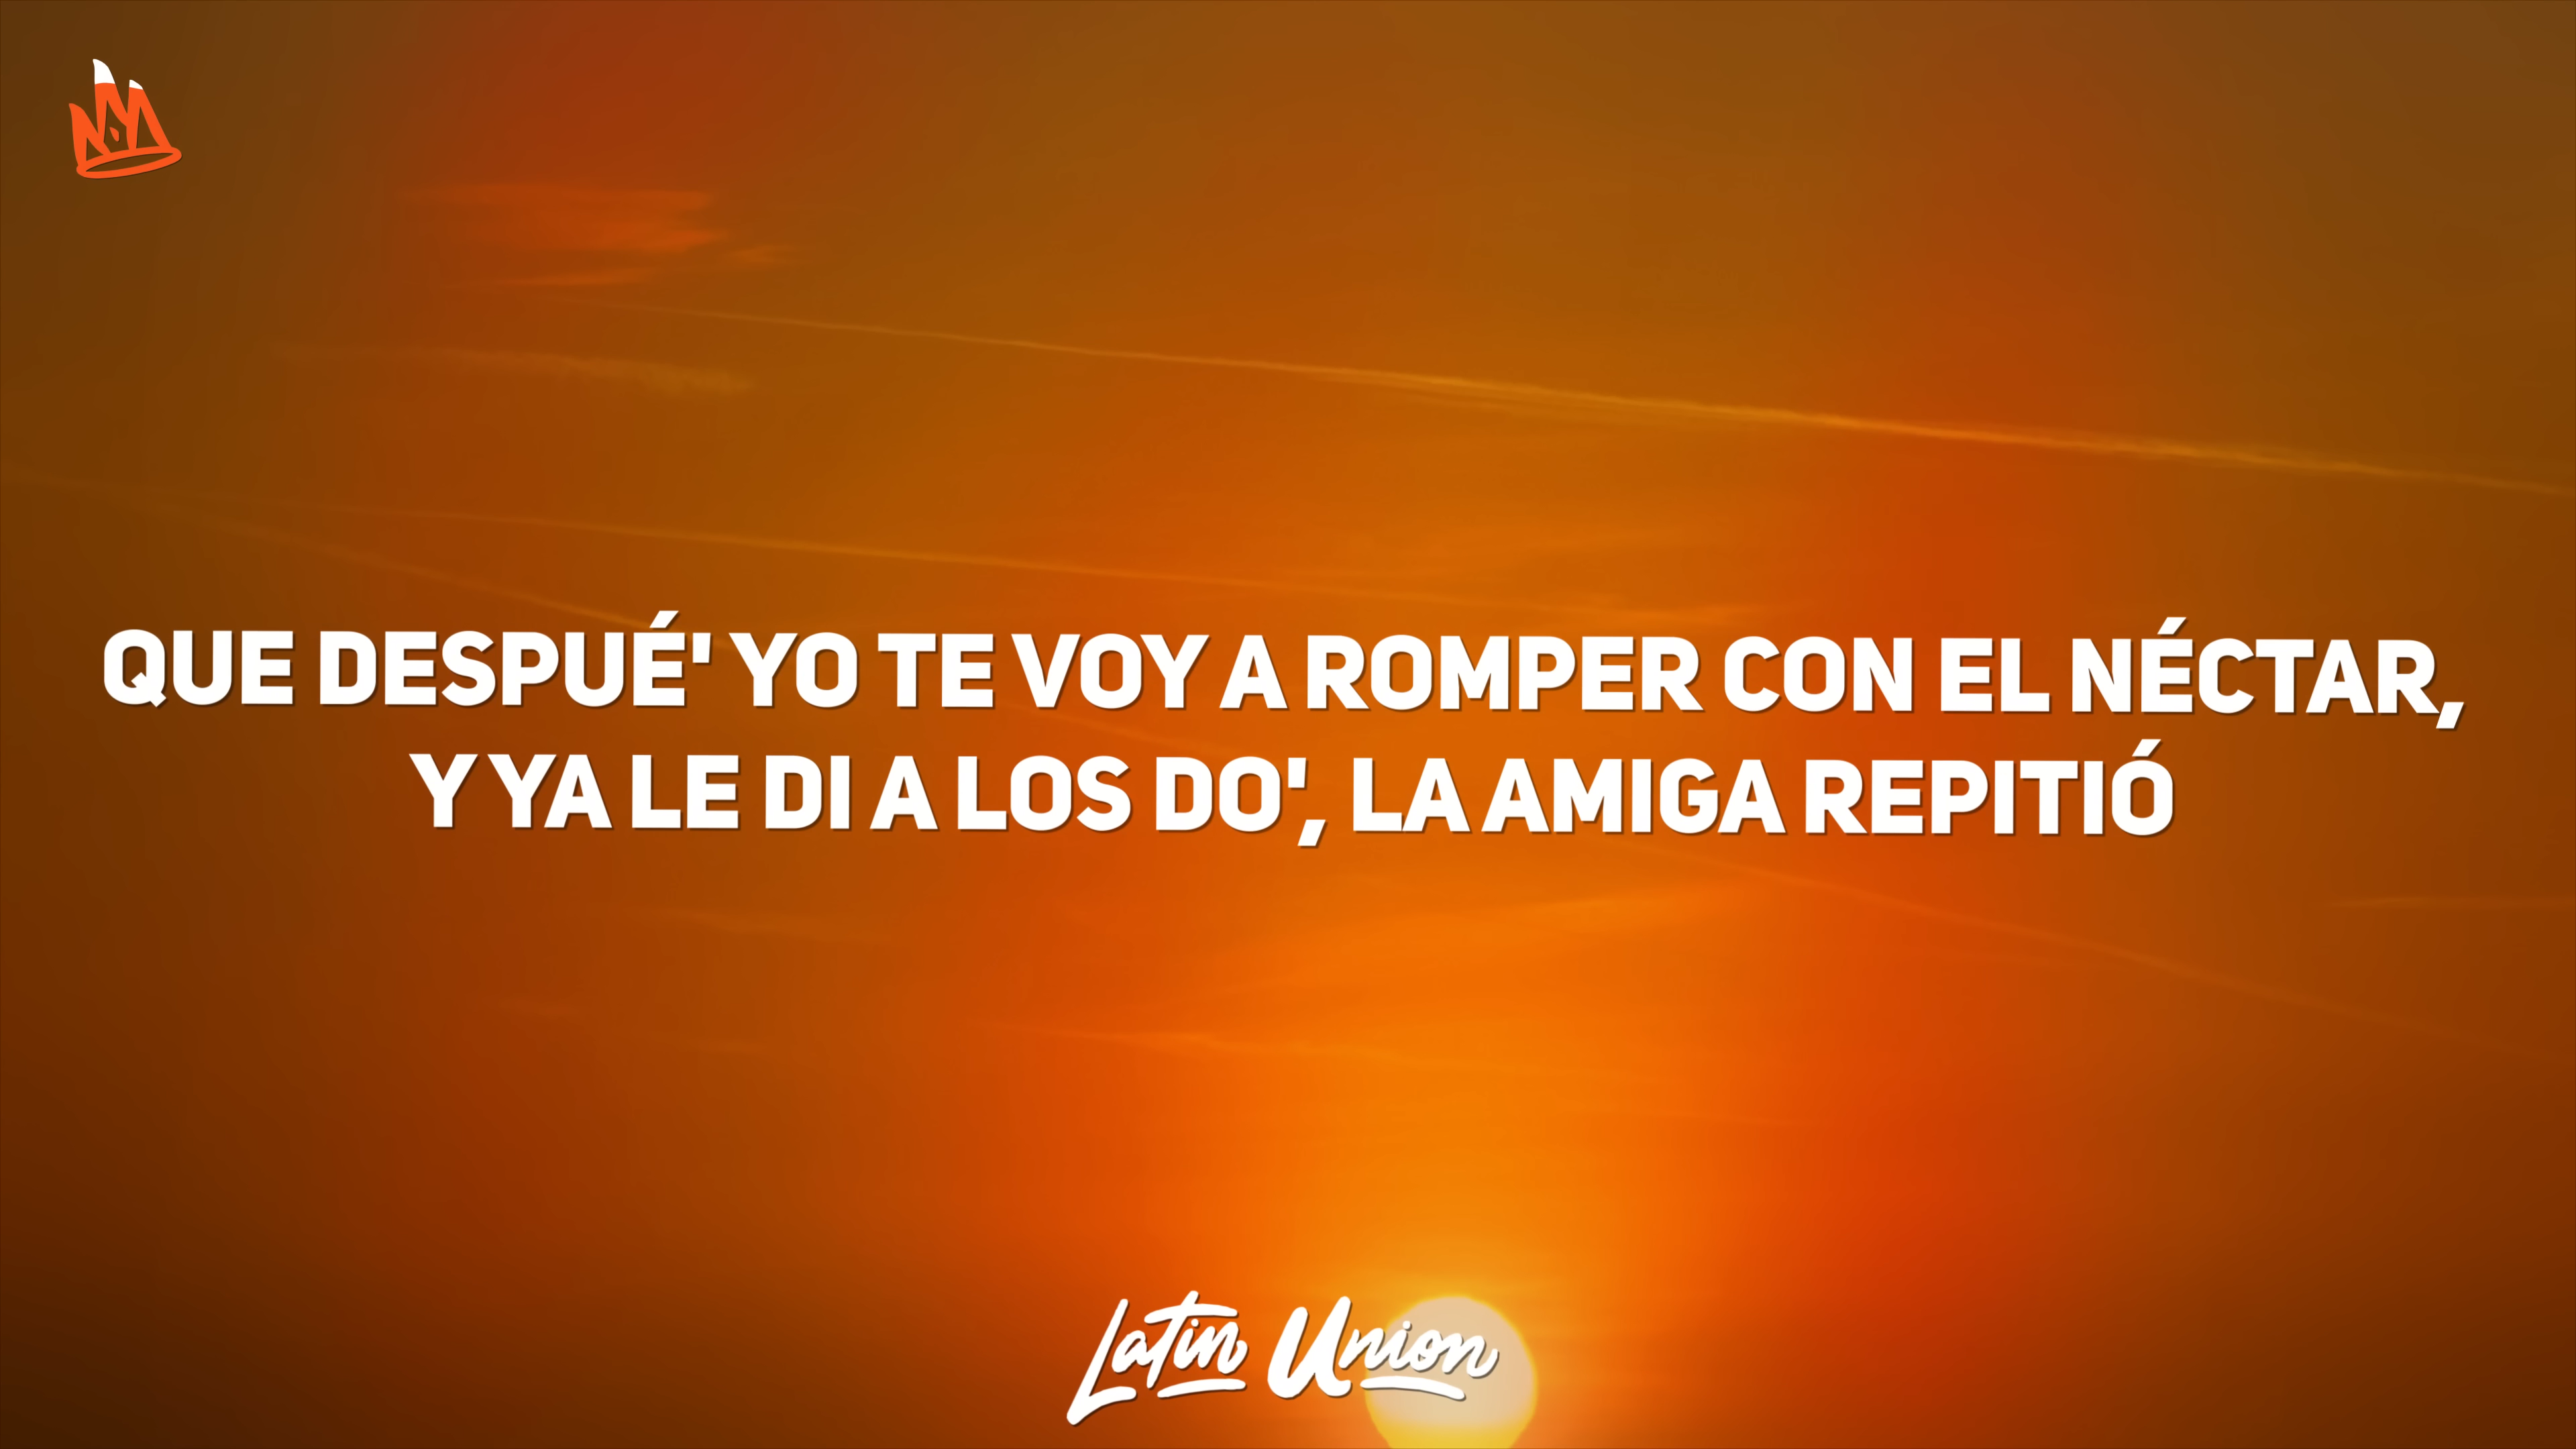 QUE DESPUÉ' YO TE VOY A ROMPER CON EL NÉCTAR,
Y YA LE DI A LOS DO', LA AMIGA REPITIÓ
Latin Union